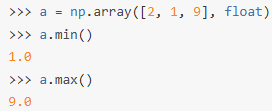 >>> a = np.array([2, 1, 9], float)
>>> a.min()
1.0
>>> a.max()
9.0